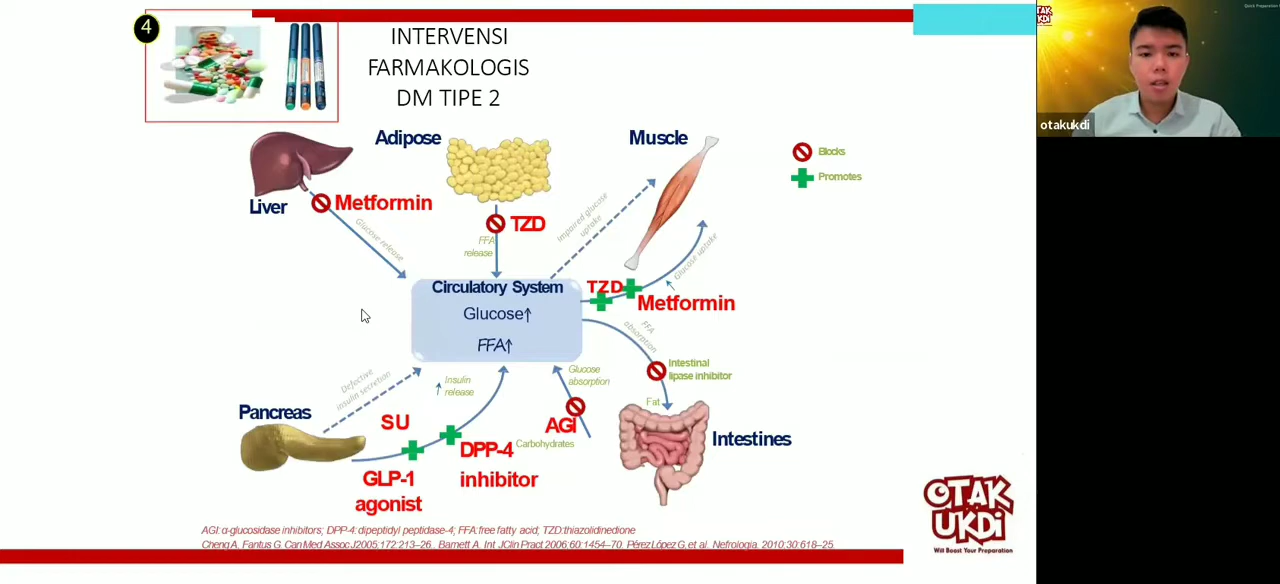 4
INTERVENSI
FARMAKOLOGIS
DM TIPE 2
OTAK
UKDI
otakukdi
Adipose
Muscle
Blocks
Promotes
Liver
Metformin
Glucose release
TZD
FFA
release
Impaired glucose
uptake
Glucose uptake
Circulatory System
Glucose↑
FFA↑
TZD
Metformin
FFA
absorption
Intestinal
lipase inhibitor
Fat
Defective
insulin secretion
↑ Insulin
release
Glucose
absorption
Pancreas
SU
AGI
Carbohydrates
Intestines
DPP-4
inhibitor
GLP-1
agonist
OTAK
UKDi
Will Boost Your Preparation
AGI:α-glucosidase inhibitors; DPP-4:dipeptidyl peptidase-4; FFA:free fatty acid; TZD:thiazolidinedione
Cheng A, Fantus G. Can Med Assoc J2005;172:213–26. Barnett A. Int JClin Pract 2006;60:1454–70. Pérez López G, et al. Nefrologia. 2010;30:618–25